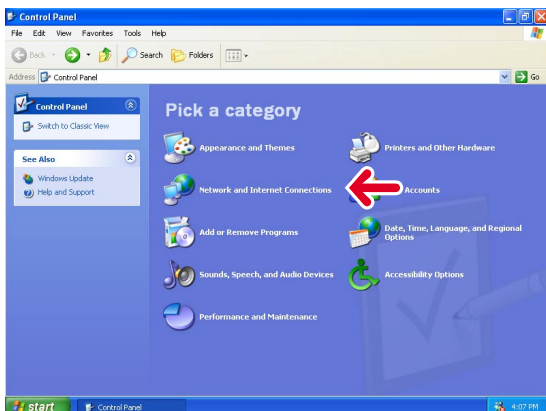 Control Panel
File Edit View Favorites Tools Help
Back Search Folders
Address Control Panel Go
Control Panel
Switch to Classic View
See Also
Windows Update
Help and Support
Pick a category
Appearance and Themes
Printers and Other Hardware
Network and Internet Connections
Accounts
Add or Remove Programs
Date, Time, Language, and Regional
Options
Sounds, Speech, and Audio Devices
Accessibility Options
Performance and Maintenance
start Control Panel 4:07 PM